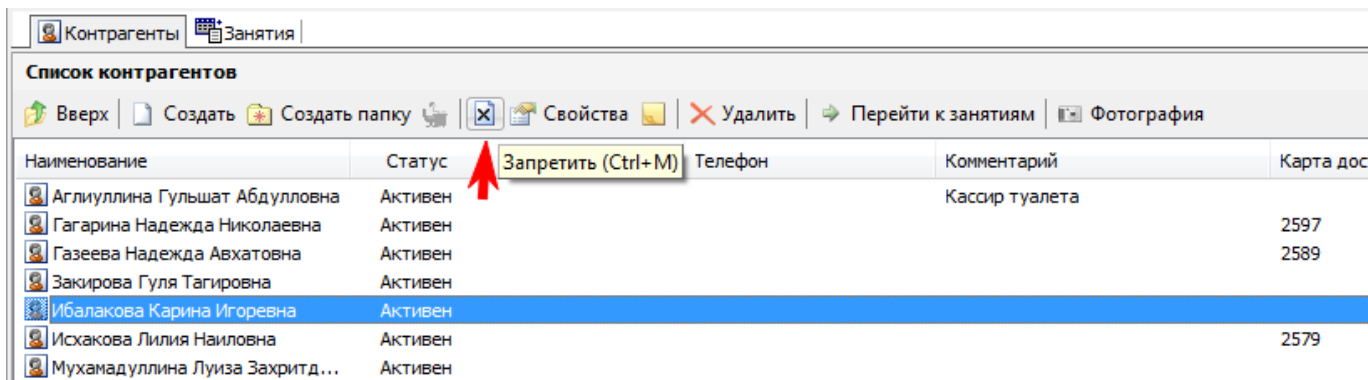 Контрагенты Занятия
Список контрагентов
Вверх Создать Создать папку Свойства Удалить Перейти к занятиям Фотография
Наименование Статус Запретить (Ctrl+M) Телефон Комментарий Карта дос
Аглиуллина Гульшат Абдулловна Активен Кассир туалета
Гагарина Надежда Николаевна Активен 2597
Газеева Надежда Авхатовна Активен 2589
Закирова Гуля Тагировна Активен
Ибалакова Карина Игоревна Активен
Исхакова Лилия Наиловна Активен 2579
Мухамадуллина Луиза Захритд... Активен